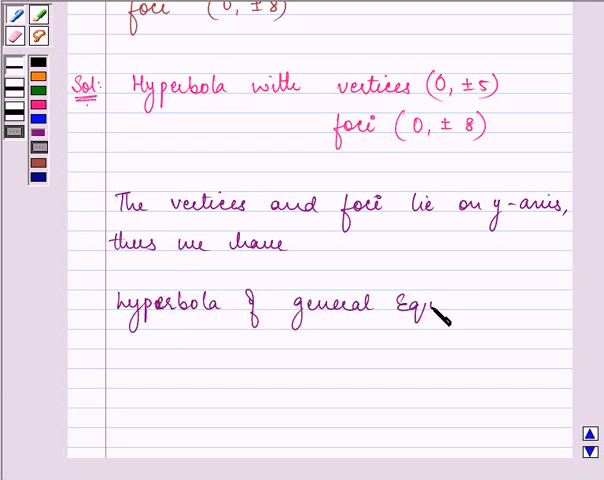 foci (0, ±8)
Sol: Hyperbola with vertices (0, ±5)
foci (0, ± 8)
The vertices and foci lie on y-axis,
thus we have
hyperbola of general Equ